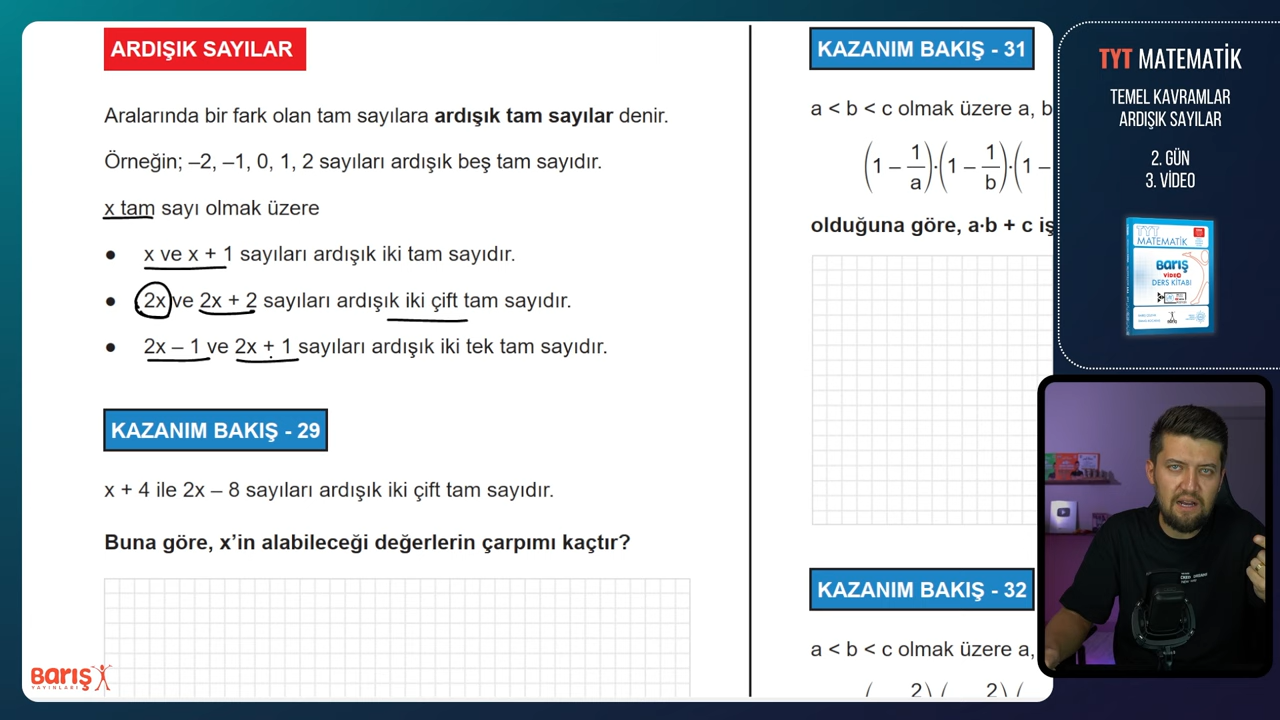 ARDIŞIK SAYILAR
Aralarında bir fark olan tam sayılara ardışık tam sayılar denir.
Örneğin; –2, –1, 0, 1, 2 sayıları ardışık beş tam sayıdır.
x tam sayı olmak üzere
● x ve x + 1 sayıları ardışık iki tam sayıdır.
● 2x ve 2x + 2 sayıları ardışık iki çift tam sayıdır.
● 2x – 1 ve 2x + 1 sayıları ardışık iki tek tam sayıdır.
KAZANIM BAKIŞ - 29
x + 4 ile 2x – 8 sayıları ardışık iki çift tam sayıdır.
Buna göre, x’in alabileceği değerlerin çarpımı kaçtır?
BARIŞ
YAYINLARI
KAZANIM BAKIŞ - 31
a < b < c olmak üzere a, b
(1 – 1/a)·(1 – 1/b)·(1 –
olduğuna göre, a·b + c iş
KAZANIM BAKIŞ - 32
a < b < c olmak üzere a,
( 2 ) ( 2 ) (
TYT MATEMATİK
TEMEL KAVRAMLAR
ARDIŞIK SAYILAR
2. GÜN
3. VİDEO
TYT
MATEMATİK
BARIŞ
VİDEO
DERS KİTABI